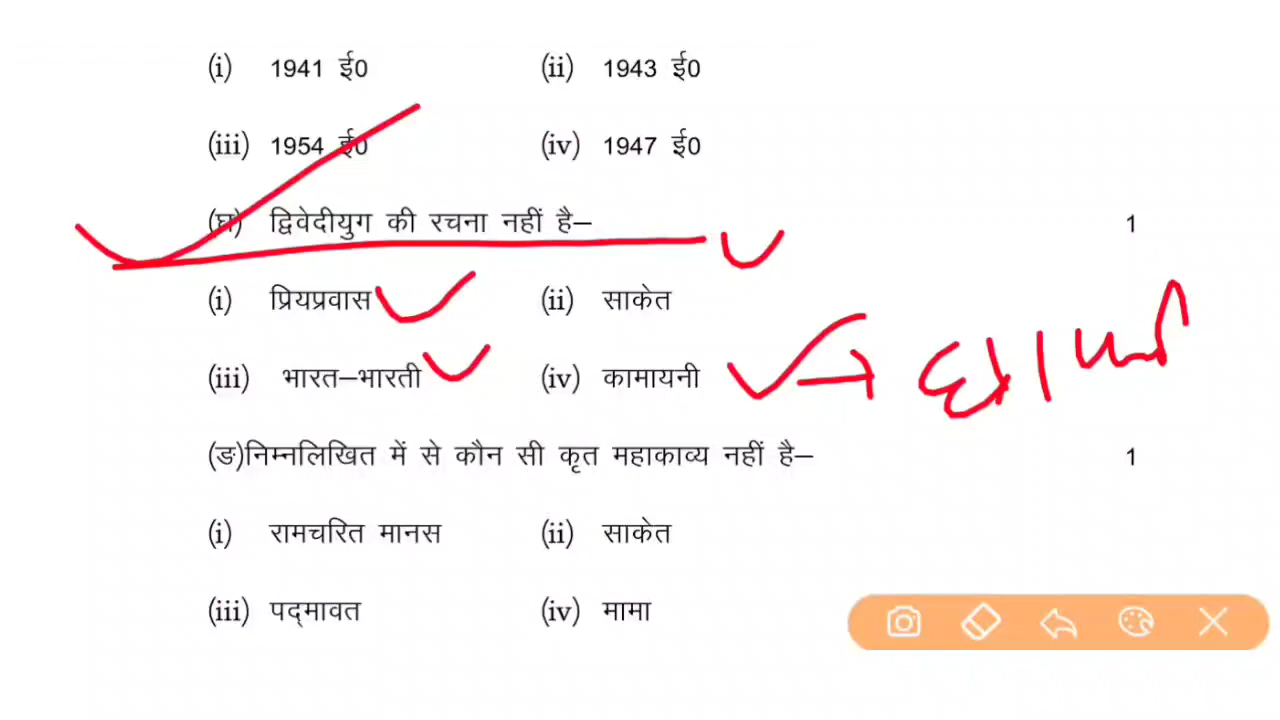 (i) 1941 ई0 (ii) 1943 ई0
(iii) 1954 ई0 (iv) 1947 ई0
(घ) द्विवेदीयुग की रचना नहीं है– 1
(i) प्रियप्रवास (ii) साकेत
(iii) भारत–भारती (iv) कामायनी
(ङ)निम्नलिखित में से कौन सी कृत महाकाव्य नहीं है– 1
(i) रामचरित मानस (ii) साकेत
(iii) पद्मावत (iv) मामा